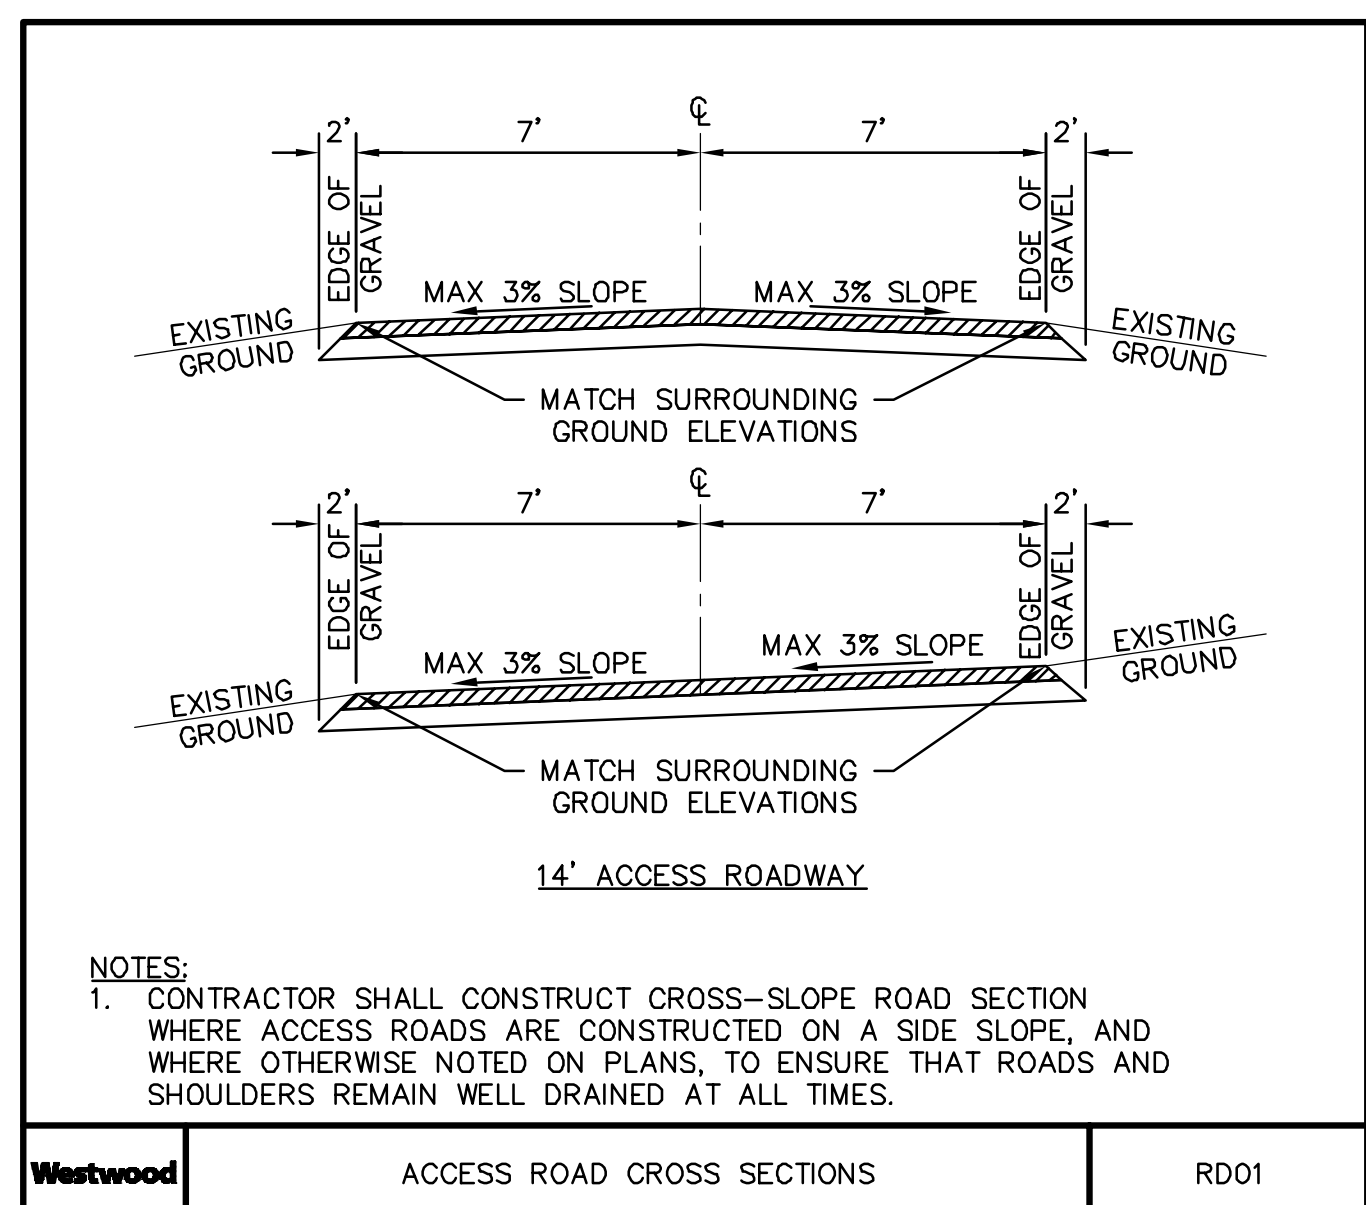 ℄
2' 7' 7' 2'
EDGE OF
GRAVEL
EDGE OF
GRAVEL
MAX 3% SLOPE
MAX 3% SLOPE
EXISTING
GROUND
EXISTING
GROUND
MATCH SURROUNDING
GROUND ELEVATIONS
℄
2' 7' 7' 2'
EDGE OF
GRAVEL
EDGE OF
GRAVEL
MAX 3% SLOPE
MAX 3% SLOPE
EXISTING
GROUND
EXISTING
GROUND
MATCH SURROUNDING
GROUND ELEVATIONS
14' ACCESS ROADWAY
NOTES:
1. CONTRACTOR SHALL CONSTRUCT CROSS-SLOPE ROAD SECTION
WHERE ACCESS ROADS ARE CONSTRUCTED ON A SIDE SLOPE, AND
WHERE OTHERWISE NOTED ON PLANS, TO ENSURE THAT ROADS AND
SHOULDERS REMAIN WELL DRAINED AT ALL TIMES.
Westwood
ACCESS ROAD CROSS SECTIONS
RD01